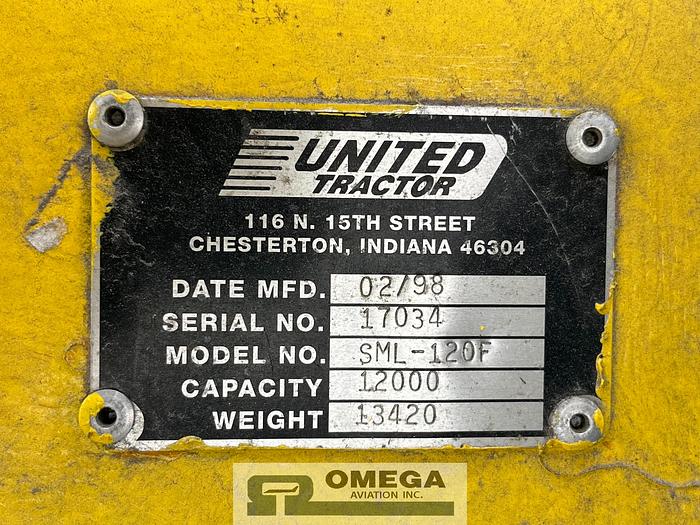 UNITED
TRACTOR
116 N. 15TH STREET
CHESTERTON, INDIANA 46304
DATE MFD. 02/98
SERIAL NO. 17034
MODEL NO. SML-120F
CAPACITY 12000
WEIGHT 13420
OMEGA
AVIATION INC.